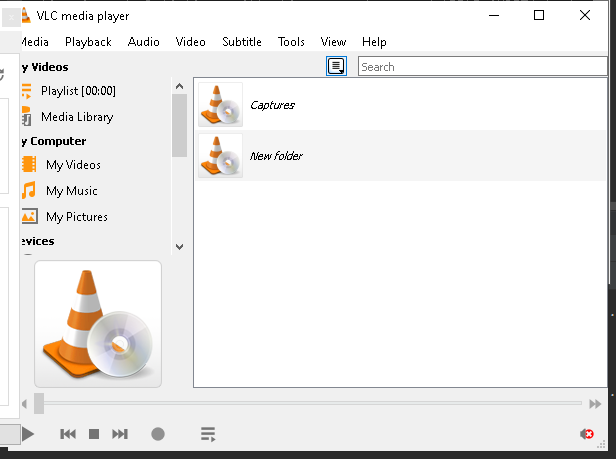 VLC media player
Media Playback Audio Video Subtitle Tools View Help
y Videos
Search
Playlist [00:00]
Media Library
y Computer
My Videos
My Music
My Pictures
evices
Captures
New folder